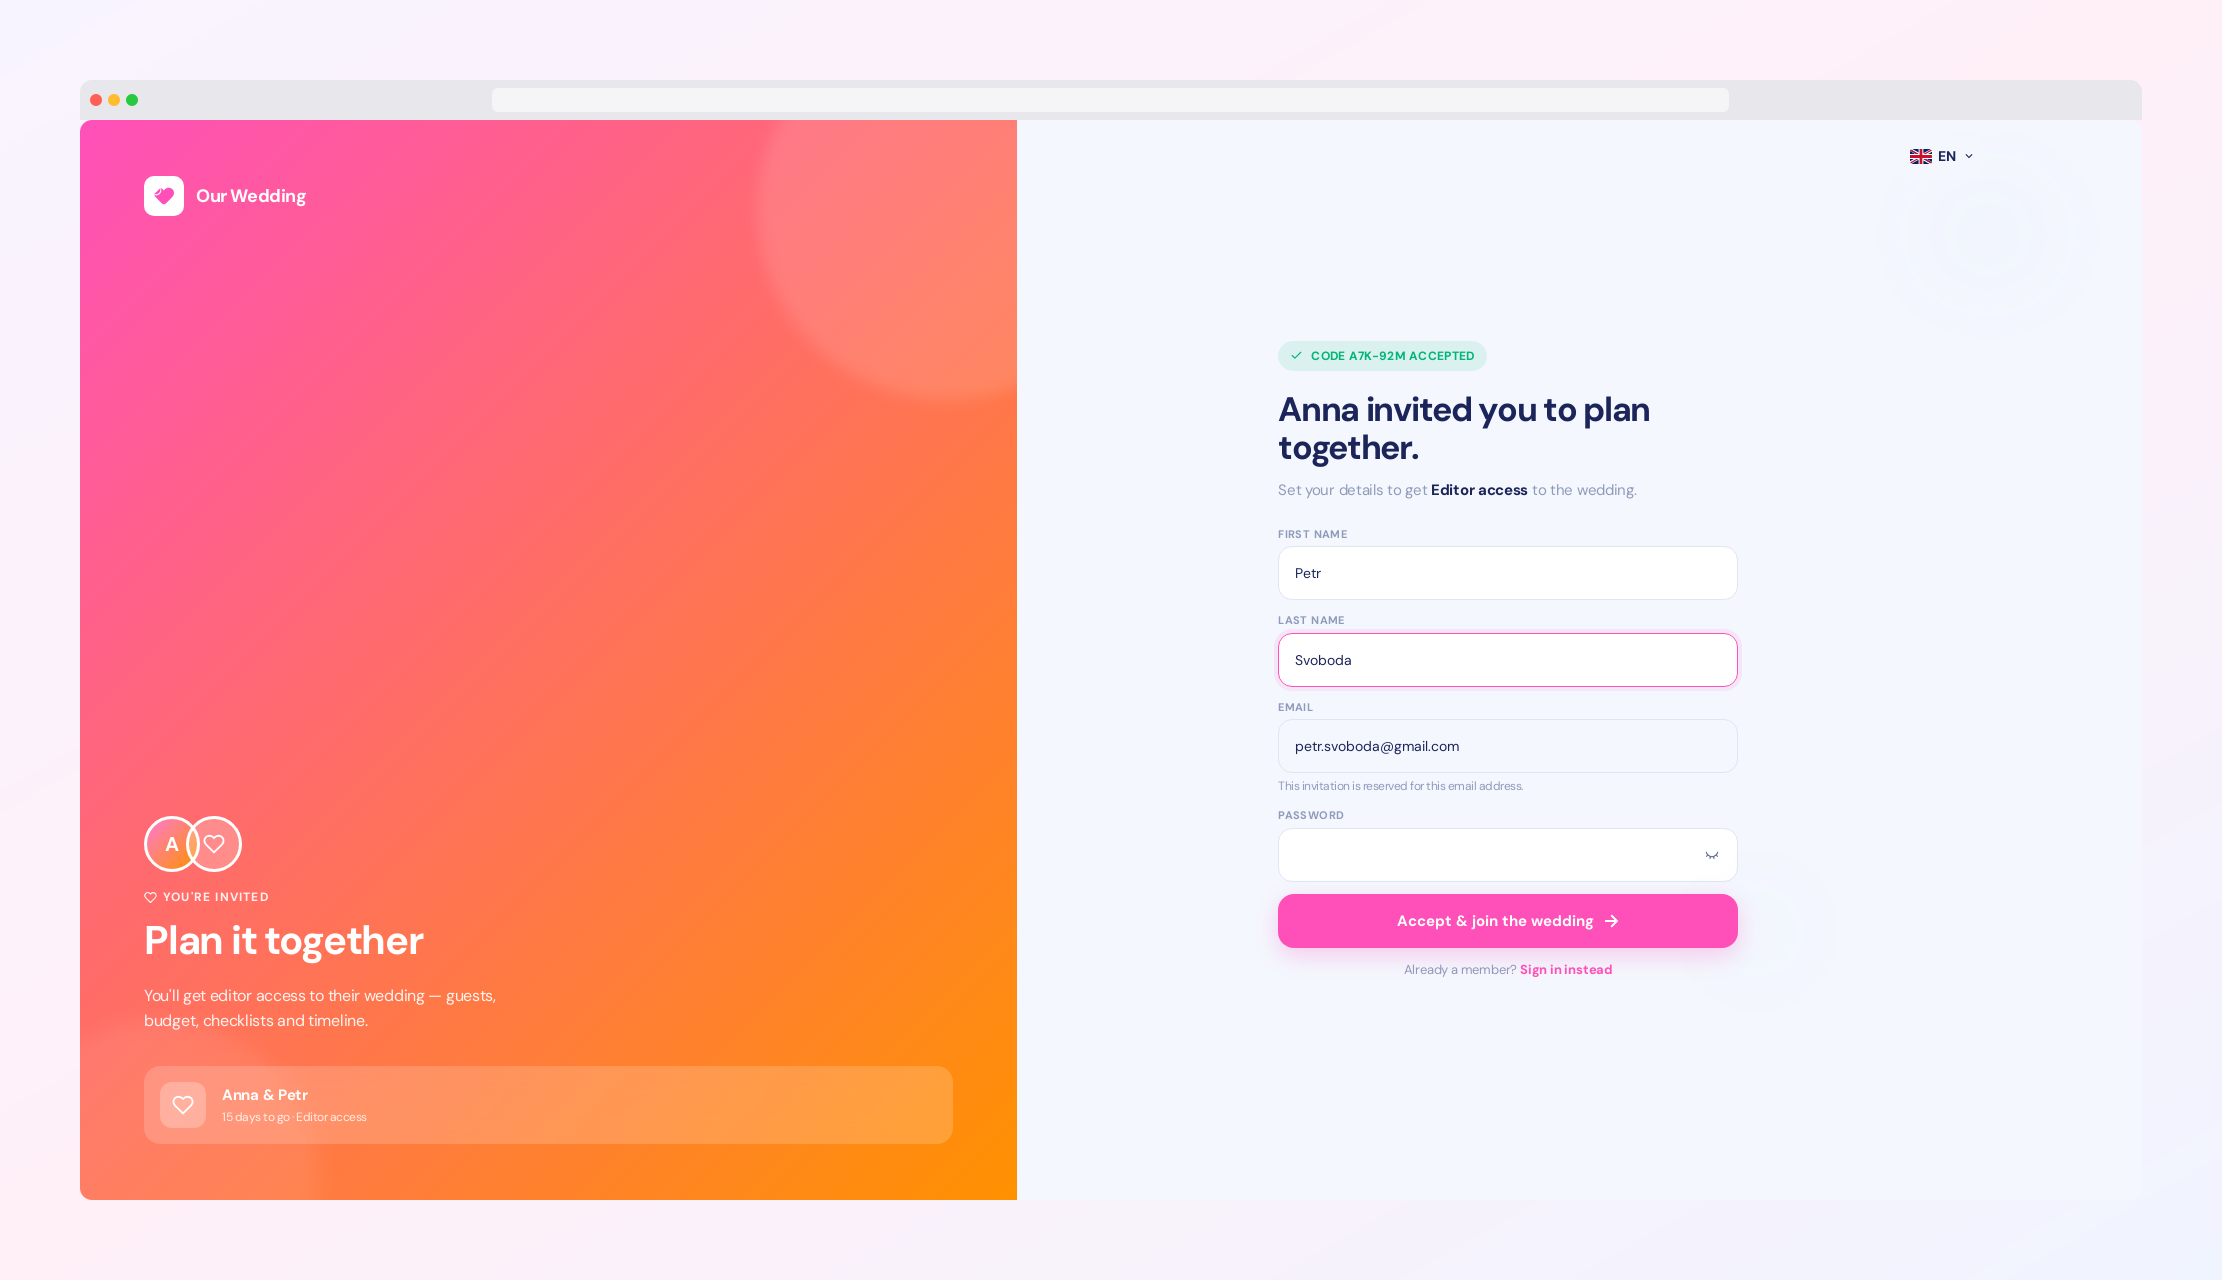 Our Wedding
A
YOU'RE INVITED
Plan it together
You'll get editor access to their wedding — guests,
budget, checklists and timeline.
Anna & Petr
15 days to go · Editor access
EN
CODE A7K-92M ACCEPTED
Anna invited you to plan
together.
Set your details to get Editor access to the wedding.
FIRST NAME
Petr
LAST NAME
Svoboda
EMAIL
petr.svoboda@gmail.com
This invitation is reserved for this email address.
PASSWORD
Accept & join the wedding
Already a member? Sign in instead